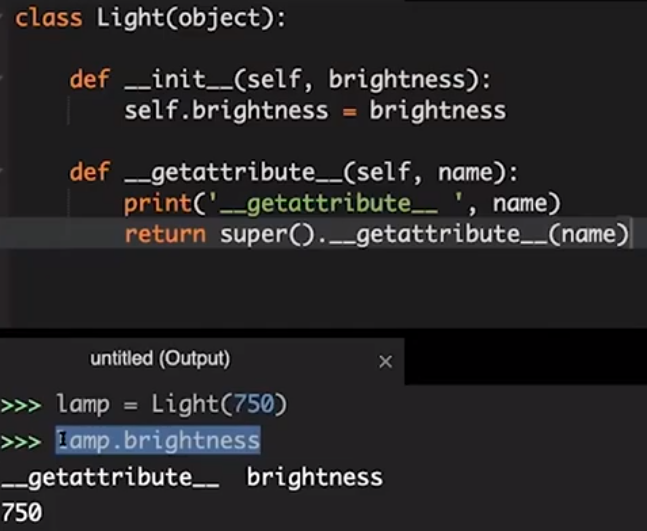 class Light(object):
def __init__(self, brightness):
self.brightness = brightness
def __getattribute__(self, name):
print('__getattribute__ ', name)
return super().__getattribute__(name)
untitled (Output) ×
>>> lamp = Light(750)
>>> lamp.brightness
__getattribute__  brightness
750